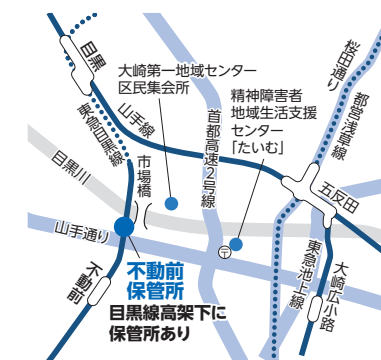 目黒
大崎第一地域センター
区民集会所
精神障害者
地域生活支援
センター
「たいむ」
桜田通り
都営浅草線
首都高速2号線
山手線
東急目黒線
目黒川
市場橋
五反田
山手通り
〒
不動前
保管所
目黒線高架下に
保管所あり
不動前
東急池上線
大崎広小路